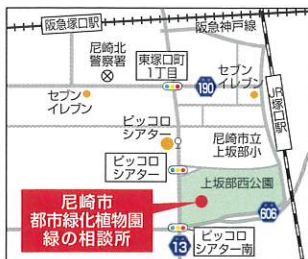 阪急塚口駅
阪急神戸線
尼崎北
警察署
東塚口町
1丁目
190
セブン
イレブン
セブン
イレブン
JR塚口駅
ピッコロ
シアター
尼崎市立
上坂部小
ピッコロ
シアター
上坂部西公園
尼崎市
都市緑化植物園
緑の相談所
606
13
ピッコロ
シアター南